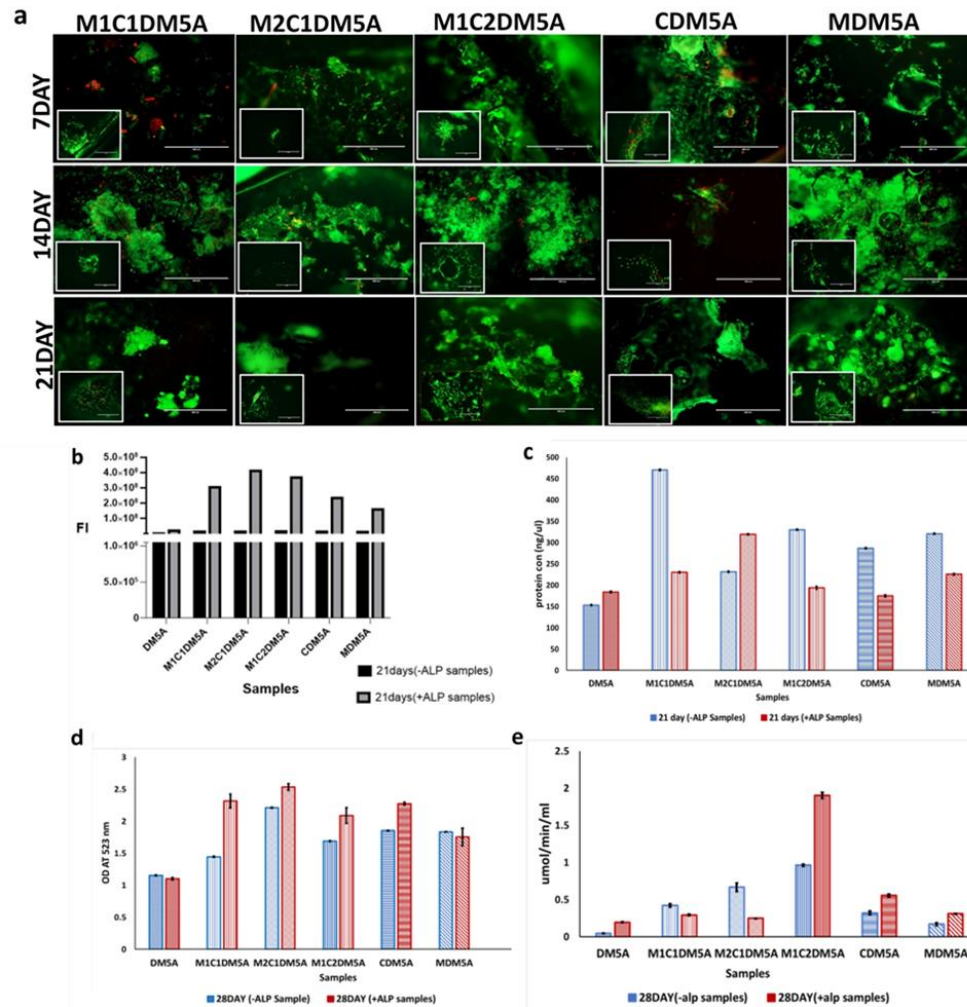 a
M1C1DM5A M2C1DM5A M1C2DM5A CDM5A MDM5A
7DAY
14DAY
21DAY
b
5.0×10⁸
4.0×10⁸
3.0×10⁸
2.0×10⁸
1.0×10⁸
FI
1.0×10⁶
5.0×10⁵
0
DM5A M1C1DM5A M2C1DM5A M1C2DM5A CDM5A MDM5A
Samples
21days(-ALP samples)
21days(+ALP samples)
c
protein con (ng/ul)
500
450
400
350
300
250
200
150
100
50
0
DM5A M1C1DM5A M2C1DM5A M1C2DM5A CDM5A MDM5A
Samples
21 day (-ALP Samples) 21 days (+ALP Samples)
d
OD AT 523 nm
3
2.5
2
1.5
1
0.5
0
DM5A M1C1DM5A M2C1DM5A M1C2DM5A CDM5A MDM5A
Samples
28DAY (-ALP Sample) 28DAY (+ALP Samples)
e
umol/min/ml
2.5
2
1.5
1
0.5
0
DM5A M1C1DM5A M2C1DM5A M1C2DM5A CDM5A MDM5A
Samples
28DAY(-alp samples) 28DAY(+alp samples)